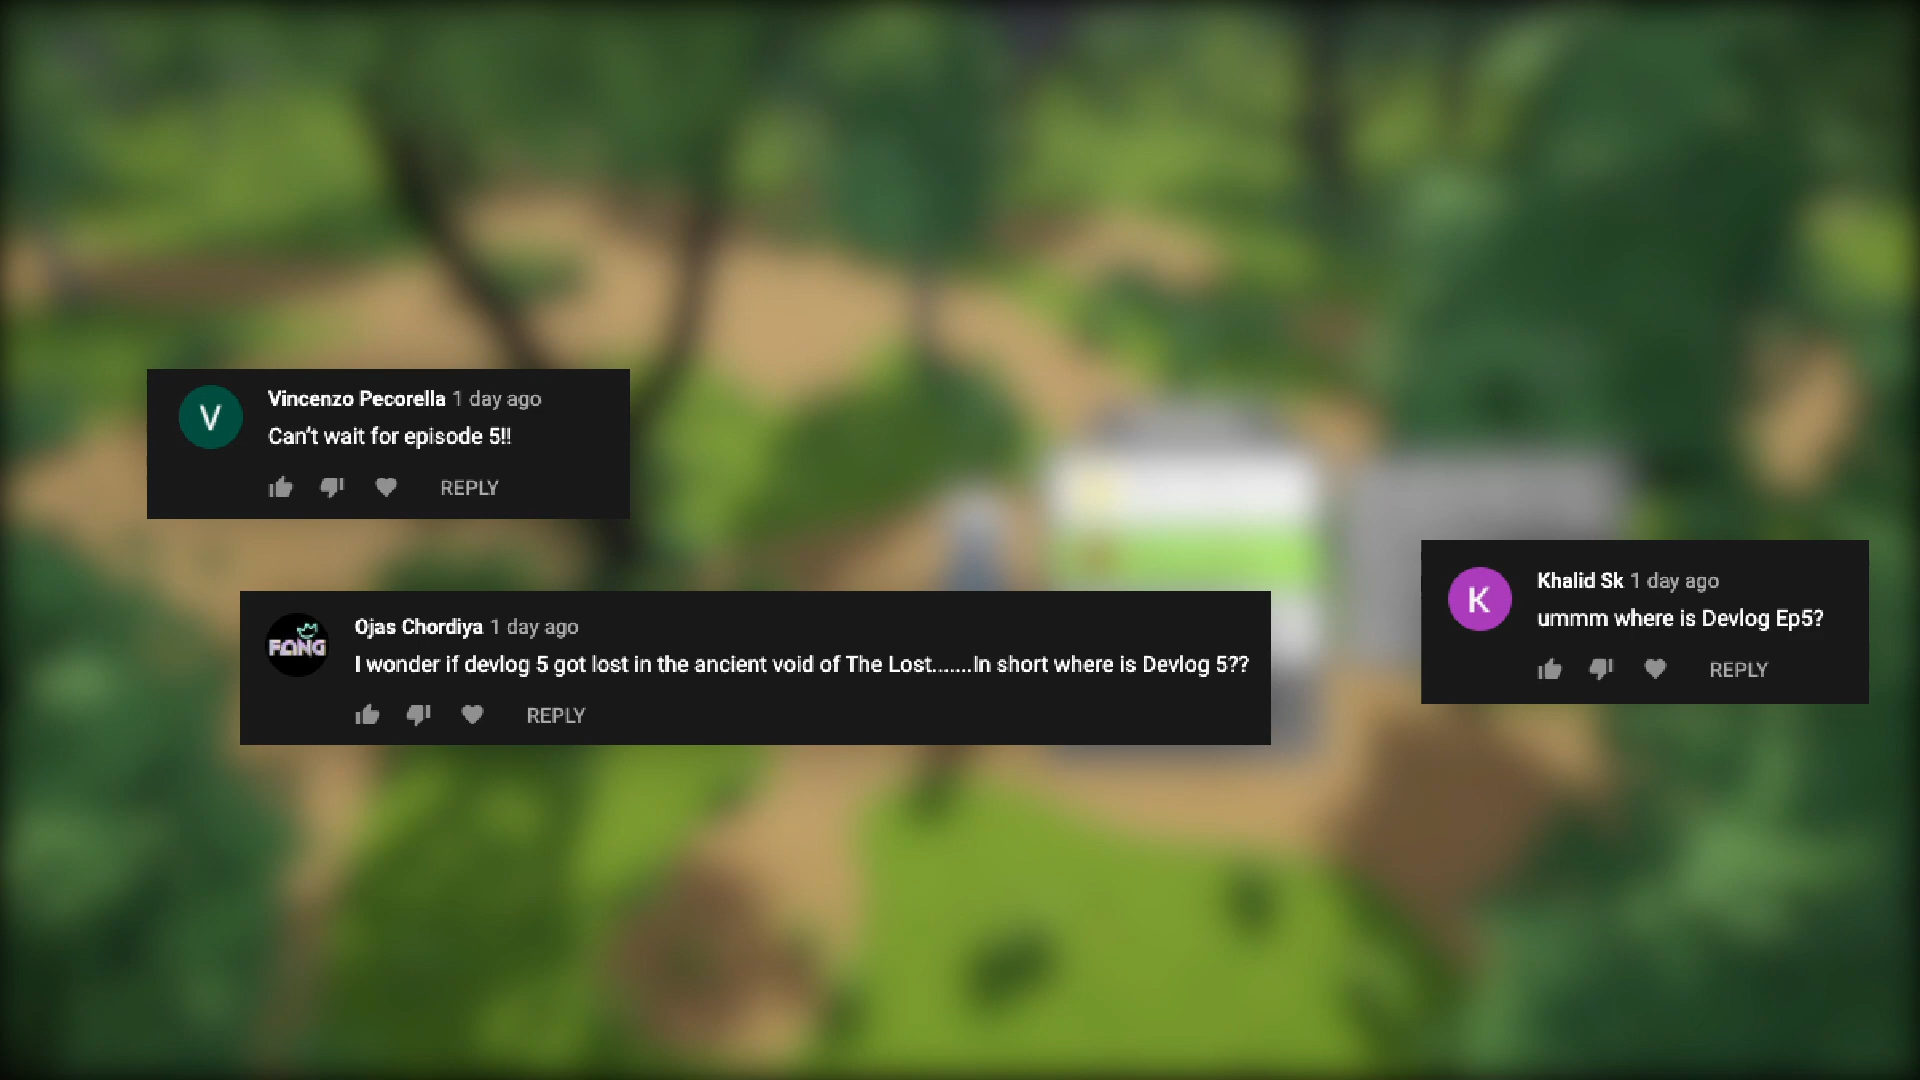 V
Vincenzo Pecorella 1 day ago
Can't wait for episode 5!!
REPLY
K
Khalid Sk 1 day ago
ummm where is Devlog Ep5?
REPLY
FANG
Ojas Chordiya 1 day ago
I wonder if devlog 5 got lost in the ancient void of The Lost.......In short where is Devlog 5??
REPLY